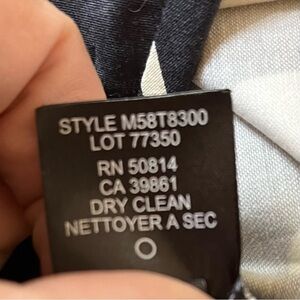 STYLE M58T8300
LOT 77350
RN 50814
CA 39861
DRY CLEAN
NETTOYER A SEC